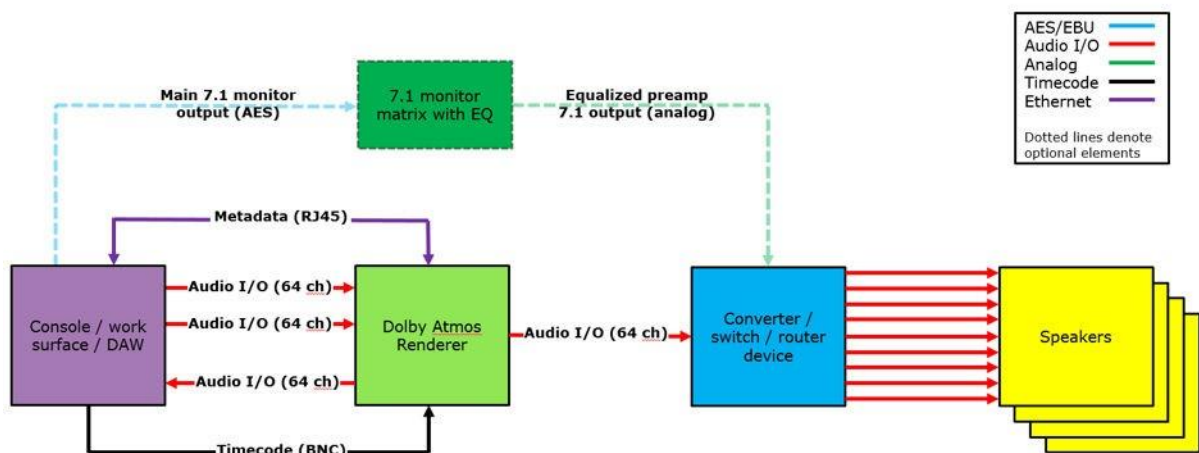 AES/EBU
Audio I/O
Analog
Timecode
Ethernet
Dotted lines denote
optional elements
Main 7.1 monitor
output (AES)
7.1 monitor
matrix with EQ
Equalized preamp
7.1 output (analog)
Metadata (RJ45)
Audio I/O (64 ch)
Audio I/O (64 ch)
Audio I/O (64 ch)
Console / work
surface / DAW
Dolby Atmos
Renderer
Audio I/O (64 ch)
Converter /
switch / router
device
Speakers
Timecode (BNC)